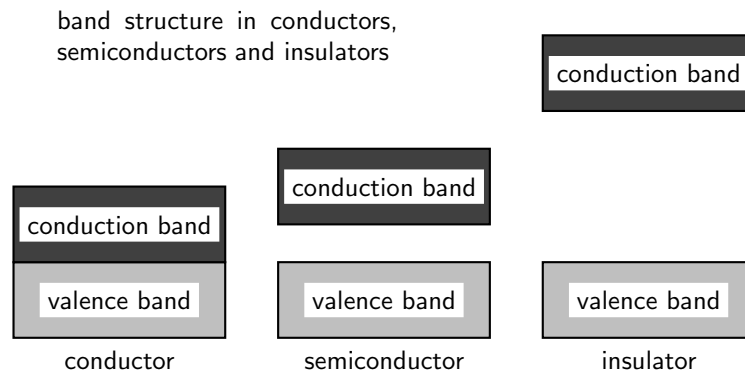 band structure in conductors,
semiconductors and insulators
conduction band
conduction band
conduction band
valence band
valence band
valence band
conductor
semiconductor
insulator